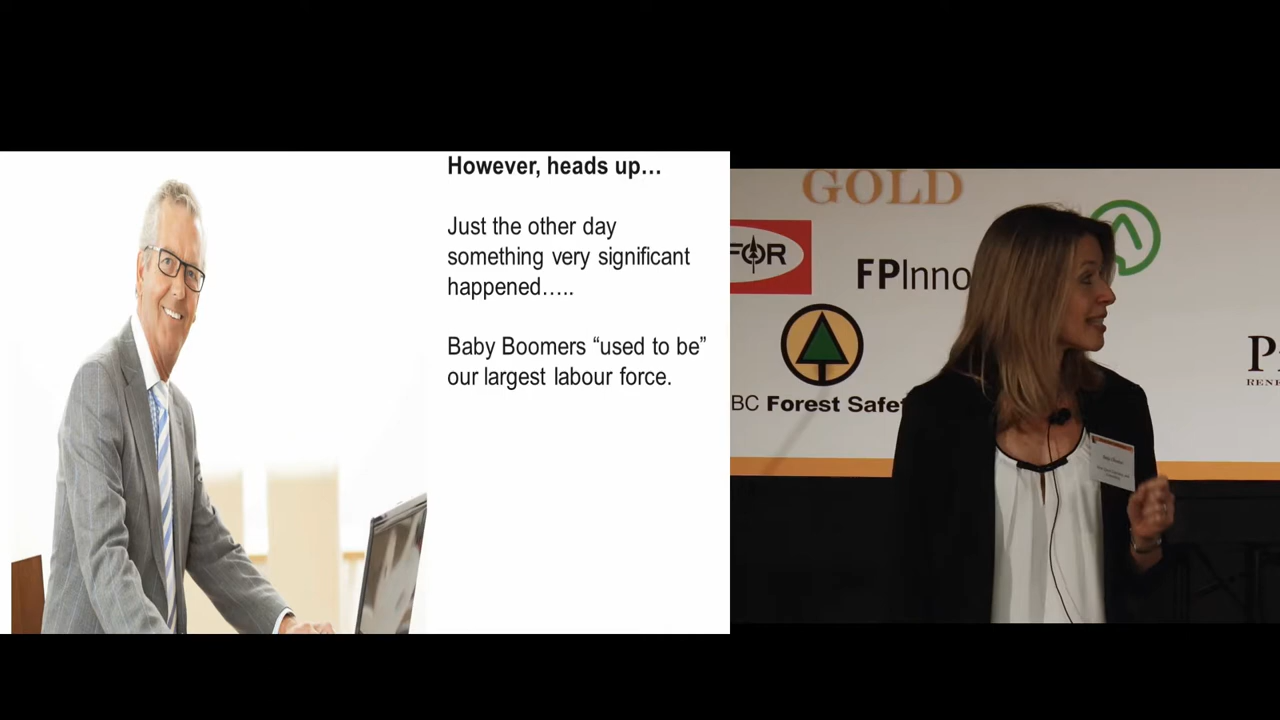 However, heads up…
Just the other day
something very significant
happened…..
Baby Boomers “used to be”
our largest labour force.
GOLD
FOR
FPInno
BC Forest Safe